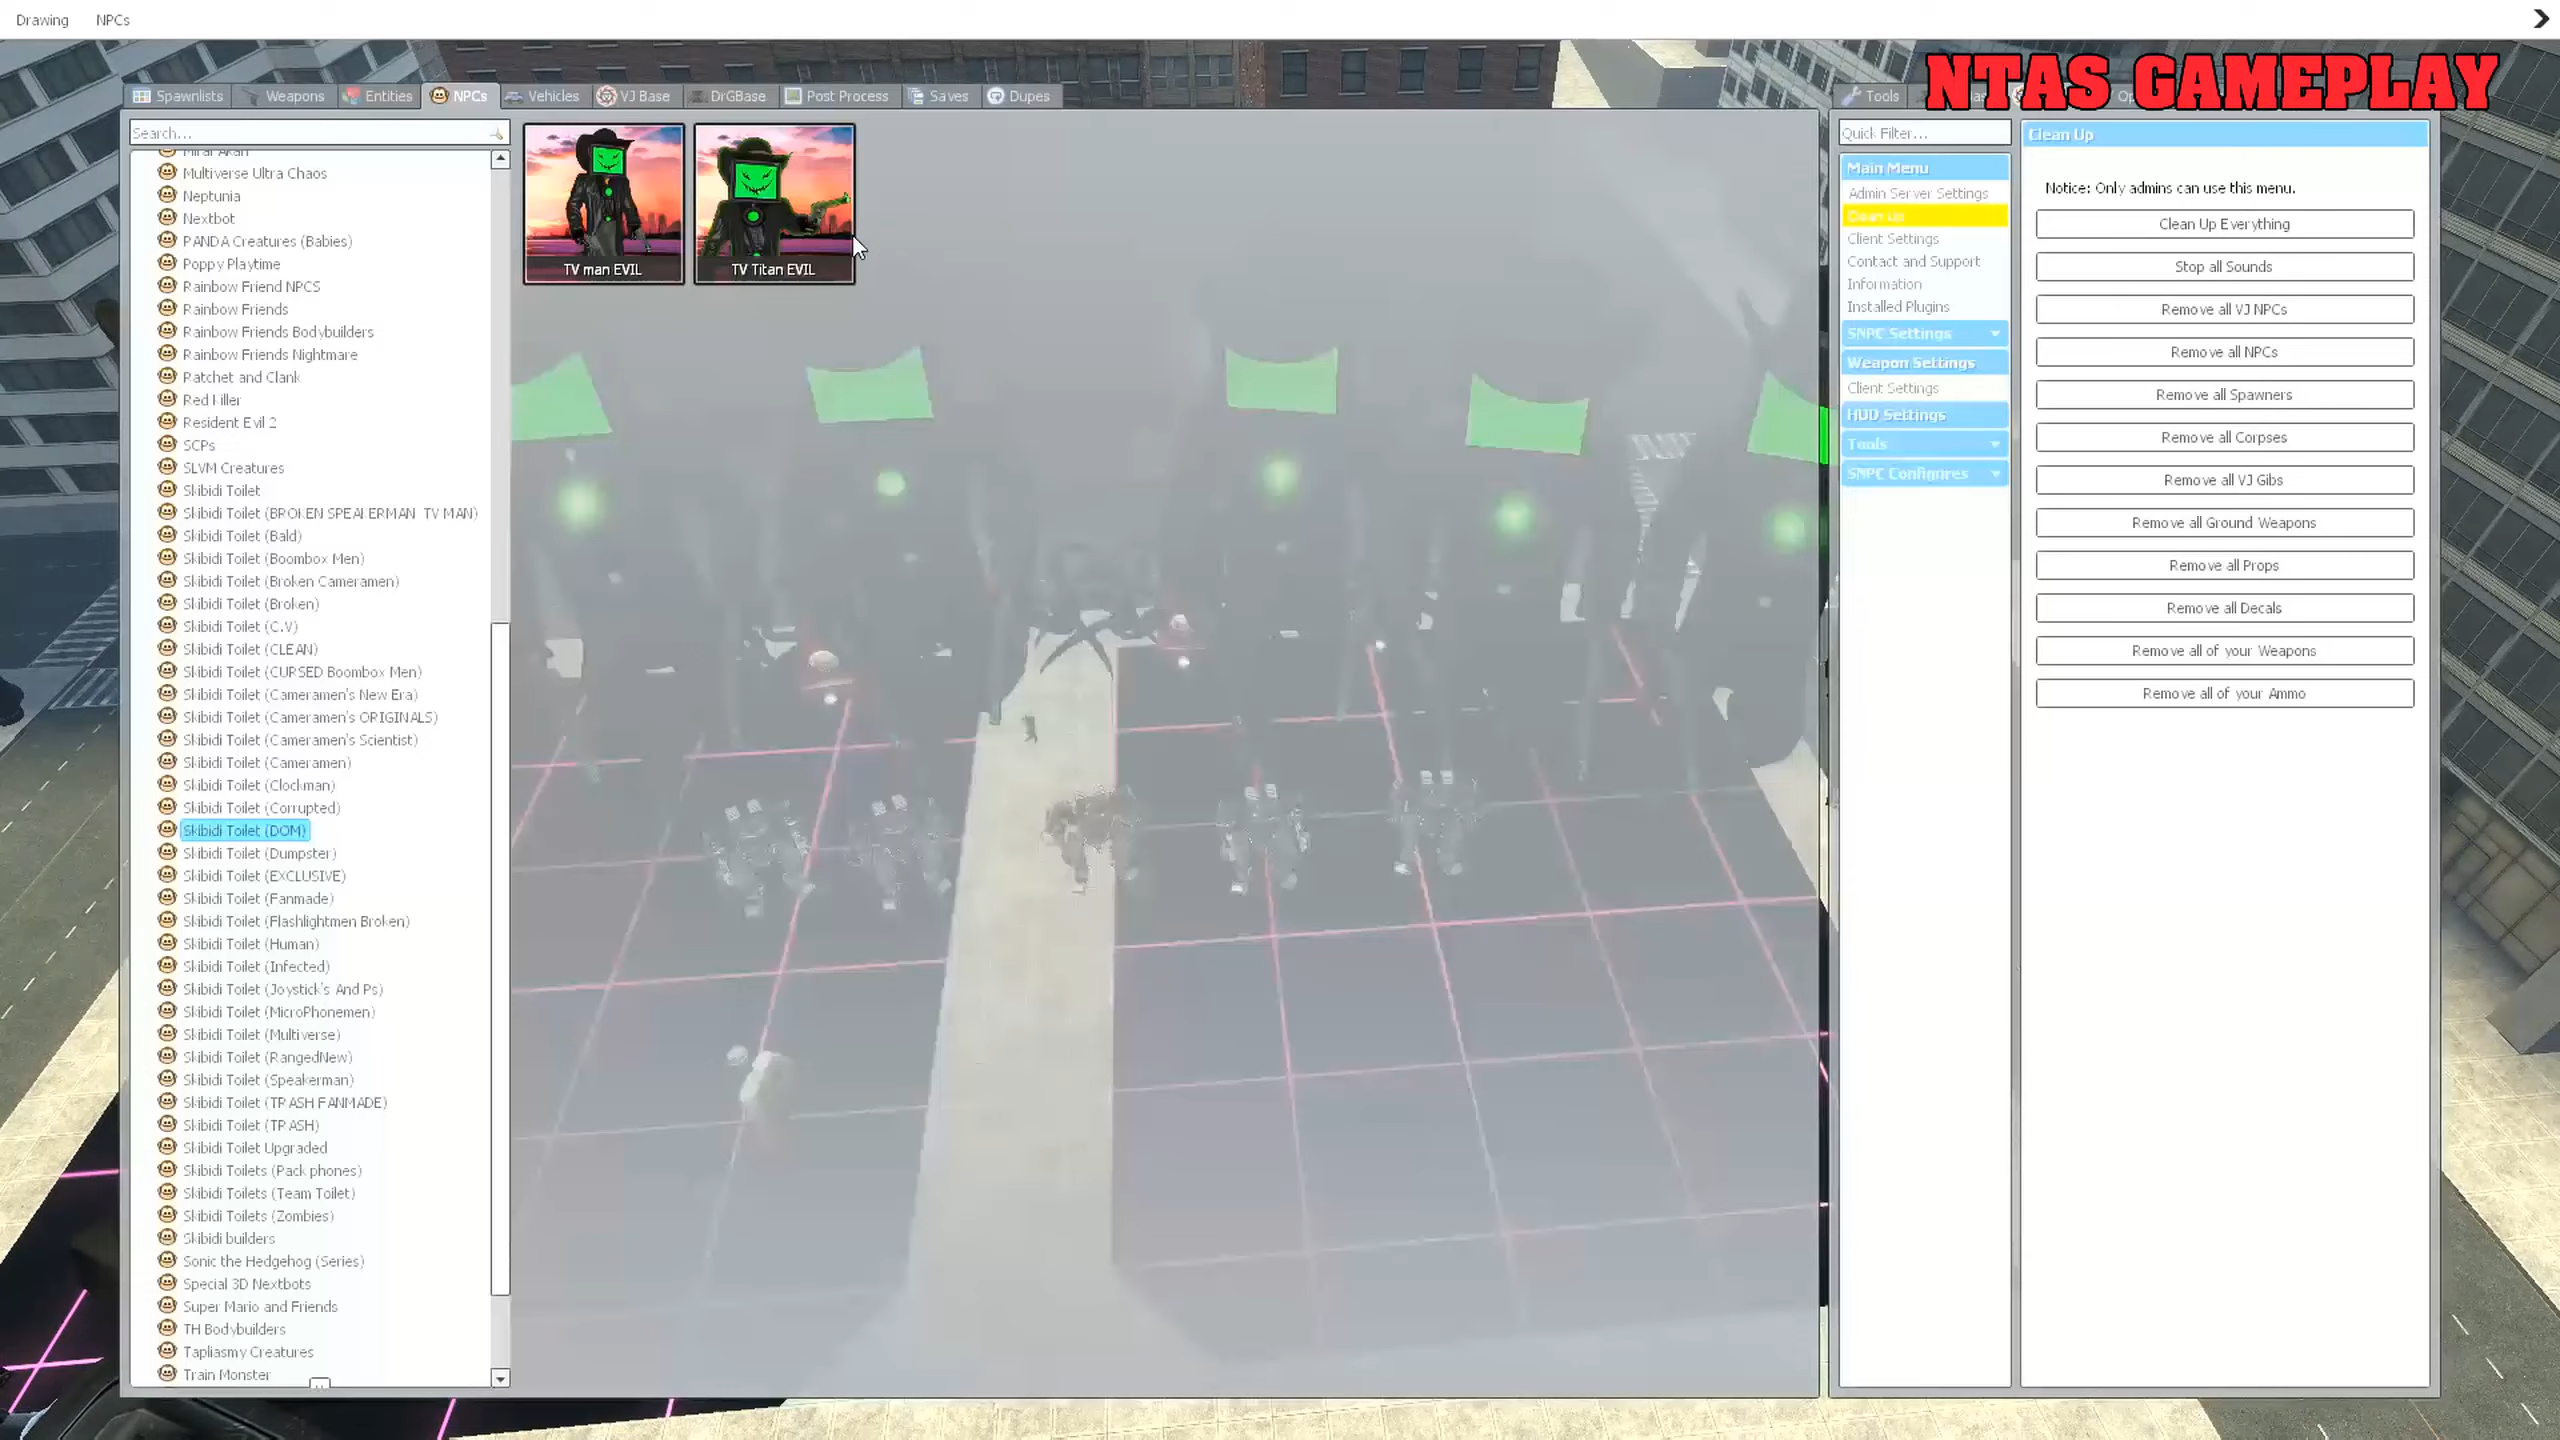 Drawing NPCs
NTAS GAMEPLAY
Spawnlists Weapons Entities NPCs Vehicles VJ Base DrGBase Post Process Saves Dupes
Tools
Search...
Multiverse Ultra Chaos
Neptunia
Nextbot
PANDA Creatures (Babies)
Poppy Playtime
Rainbow Friend NPCS
Rainbow Friends
Rainbow Friends Bodybuilders
Rainbow Friends Nightmare
Ratchet and Clank
Red Killer
Resident Evil 2
SCPs
SLVM Creatures
Skibidi Toilet
Skibidi Toilet (BROKEN SPEAKERMAN TV MAN)
Skibidi Toilet (Bald)
Skibidi Toilet (Boombox Men)
Skibidi Toilet (Broken Cameramen)
Skibidi Toilet (Broken)
Skibidi Toilet (C.V)
Skibidi Toilet (CLEAN)
Skibidi Toilet (CURSED Boombox Men)
Skibidi Toilet (Cameramen's New Era)
Skibidi Toilet (Cameramen's ORIGINALS)
Skibidi Toilet (Cameramen's Scientist)
Skibidi Toilet (Cameramen)
Skibidi Toilet (Clockman)
Skibidi Toilet (Corrupted)
Skibidi Toilet (DOM)
Skibidi Toilet (Dumpster)
Skibidi Toilet (EXCLUSIVE)
Skibidi Toilet (Fanmade)
Skibidi Toilet (Flashlightmen Broken)
Skibidi Toilet (Human)
Skibidi Toilet (Infected)
Skibidi Toilet (Joystick's And Ps)
Skibidi Toilet (MicroPhonemen)
Skibidi Toilet (Multiverse)
Skibidi Toilet (RangedNew)
Skibidi Toilet (Speakerman)
Skibidi Toilet (TRASH FANMADE)
Skibidi Toilet (TRASH)
Skibidi Toilet Upgraded
Skibidi Toilets (Pack phones)
Skibidi Toilets (Team Toilet)
Skibidi Toilets (Zombies)
Skibidi builders
Sonic the Hedgehog (Series)
Special 3D Nextbots
Super Mario and Friends
TH Bodybuilders
Tapliasmy Creatures
Train Monster
TV man EVIL
TV Titan EVIL
Quick Filter...
Main Menu
Admin Server Settings
Clean Up
Client Settings
Contact and Support
Information
Installed Plugins
SNPC Settings
Weapon Settings
Client Settings
HUD Settings
Tools
SNPC Configures
Clean Up
Notice: Only admins can use this menu.
Clean Up Everything
Stop all Sounds
Remove all VJ NPCs
Remove all NPCs
Remove all Spawners
Remove all Corpses
Remove all VJ Gibs
Remove all Ground Weapons
Remove all Props
Remove all Decals
Remove all of your Weapons
Remove all of your Ammo